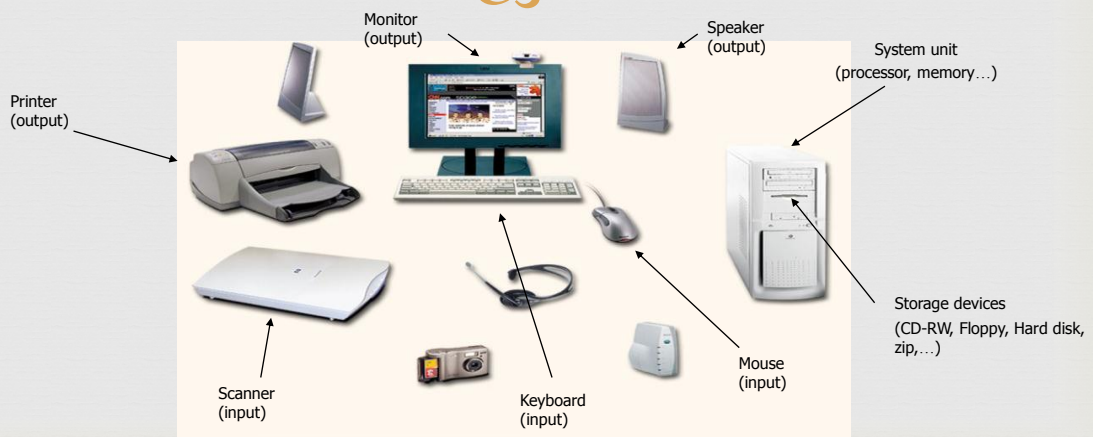 Monitor
(output)
Speaker
(output)
System unit
(processor, memory…)
Printer
(output)
Storage devices
(CD-RW, Floppy, Hard disk,
zip,…)
Mouse
(input)
Scanner
(input)
Keyboard
(input)